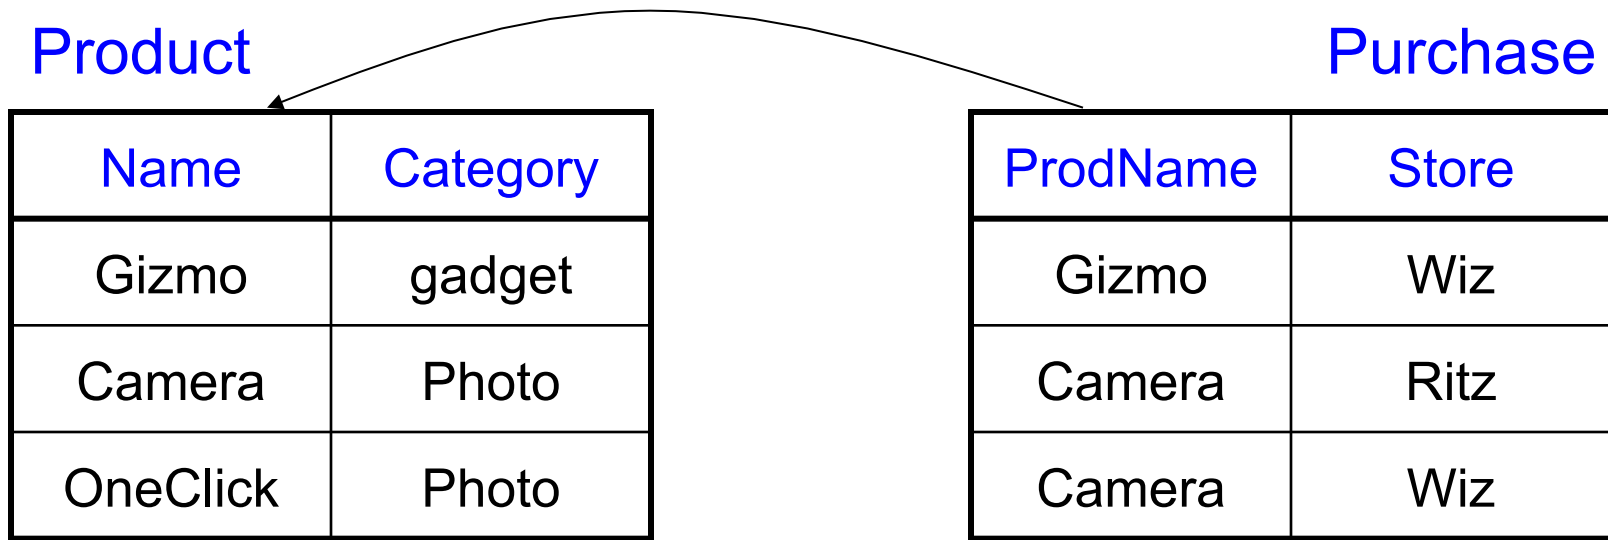 Product
Purchase
Name Category
Gizmo gadget
Camera Photo
OneClick Photo
ProdName Store
Gizmo Wiz
Camera Ritz
Camera Wiz